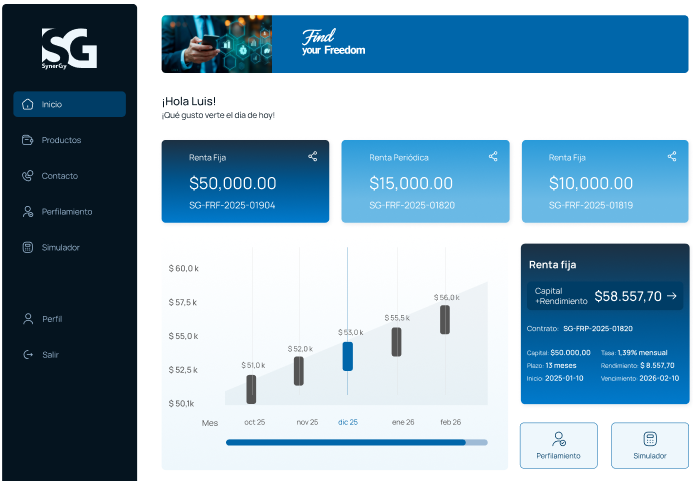 SG
SynerGy
Inicio
Productos
Contacto
Perfilamiento
Simulador
Perfil
Salir
Find
your Freedom
¡Hola Luis!
¡Qué gusto verte el día de hoy!
Renta Fija
$50,000.00
SG-FRF-2025-01904
Renta Periódica
$15,000.00
SG-FRF-2025-01820
Renta Fija
$10,000.00
SG-FRF-2025-01819
$ 60,0 k
$ 57,5 k
$ 55,0 k
$ 52,5 k
$ 50,1k
$ 51,0 k
$ 52,0 k
$ 53,0 k
$ 55,5 k
$ 56,0 k
Mes oct 25 nov 25 dic 25 ene 26 feb 26
Renta fija
Capital
+Rendimiento $58.557,70
Contrato: SG-FRP-2025-01820
Capital: $50.000,00 Tasa: 1,39% mensual
Plazo: 13 meses Rendimiento: $ 8.557,70
Inicio: 2025-01-10 Vencimiento: 2026-02-10
Perfilamiento
Simulador